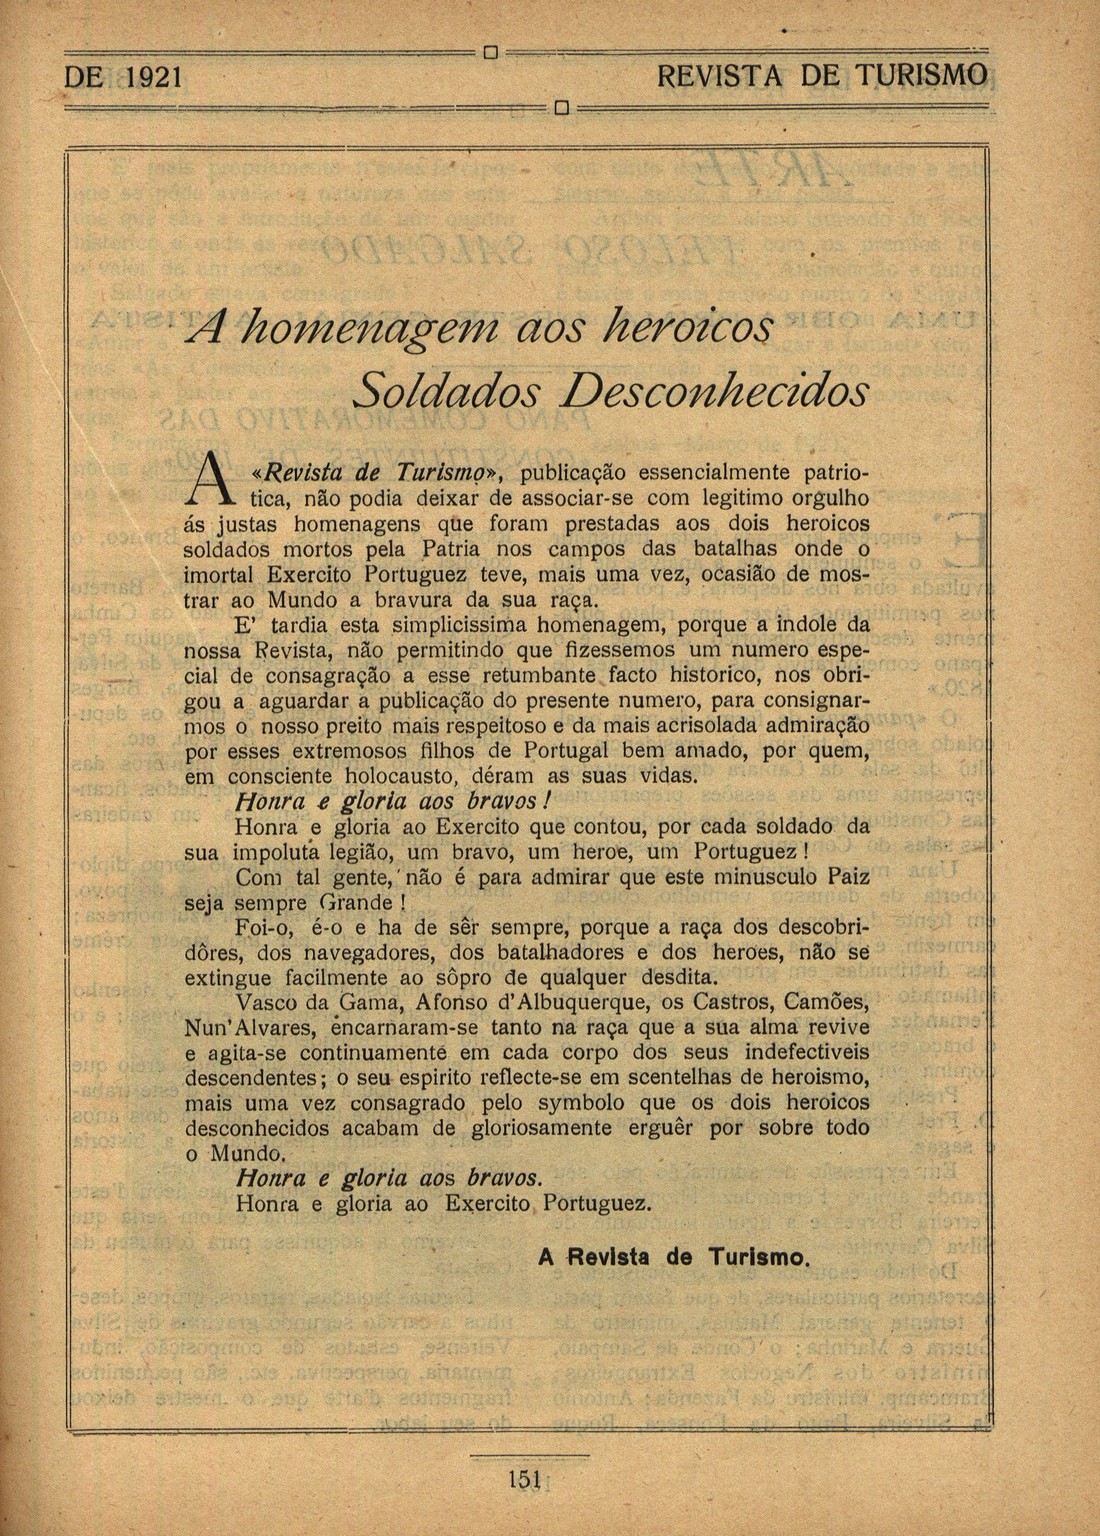 DE 1921 REVISTA DE TURISMO
A homenagem aos heroicos
Soldados Desconhecidos
A «Revista de Turismo», publicação essencialmente patrio-
tica, não podia deixar de associar-se com legitimo orgulho
ás justas homenagens que foram prestadas aos dois heroicos
soldados mortos pela Patria nos campos das batalhas onde o
imortal Exercito Portuguez teve, mais uma vez, ocasião de mos-
trar ao Mundo a bravura da sua raça.
E' tardia esta simplicissima homenagem, porque a indole da
nossa Revista, não permitindo que fizessemos um numero espe-
cial de consagração a esse retumbante facto historico, nos obri-
gou a aguardar a publicação do presente numero, para consignar-
mos o nosso preito mais respeitoso e da mais acrisolada admiração
por esses extremosos filhos de Portugal bem amado, por quem,
em consciente holocausto, déram as suas vidas.
Honra e gloria aos bravos!
Honra e gloria ao Exercito que contou, por cada soldado da
sua impoluta legião, um bravo, um heroe, um Portuguez!
Com tal gente, não é para admirar que este minusculo Paiz
seja sempre Grande!
Foi-o, é-o e ha de sêr sempre, porque a raça dos descobri-
dôres, dos navegadores, dos batalhadores e dos heroes, não se
extingue facilmente ao sôpro de qualquer desdita.
Vasco da Gama, Afonso d'Albuquerque, os Castros, Camões,
Nun'Alvares, encarnaram-se tanto na raça que a sua alma revive
e agita-se continuamente em cada corpo dos seus indefectiveis
descendentes; o seu espirito reflecte-se em scentelhas de heroismo,
mais uma vez consagrado pelo symbolo que os dois heroicos
desconhecidos acabam de gloriosamente erguêr por sobre todo
o Mundo.
Honra e gloria aos bravos.
Honra e gloria ao Exercito Portuguez.
A Revista de Turismo.
151